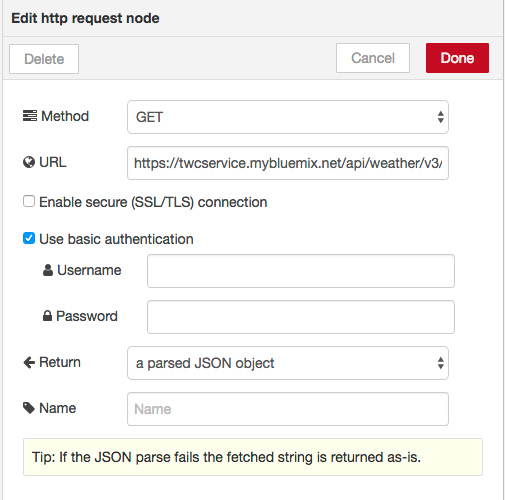 Edit http request node
Delete Cancel Done
Method GET
URL https://twcservice.mybluemix.net/api/weather/v3/
Enable secure (SSL/TLS) connection
Use basic authentication
Username
Password
Return a parsed JSON object
Name Name
Tip: If the JSON parse fails the fetched string is returned as-is.